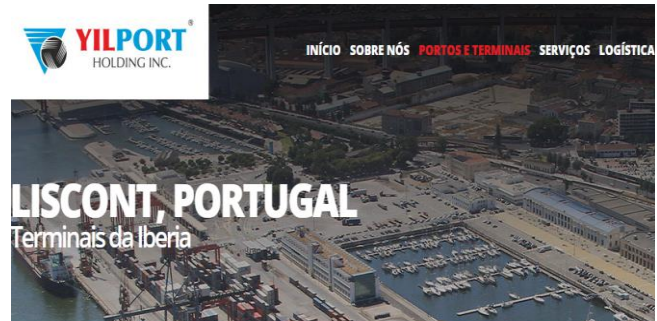 YILPORT®
HOLDING INC.
INÍCIO SOBRE NÓS PORTOS E TERMINAIS SERVIÇOS LOGÍSTICA
LISCONT, PORTUGAL
Terminais da Iberia